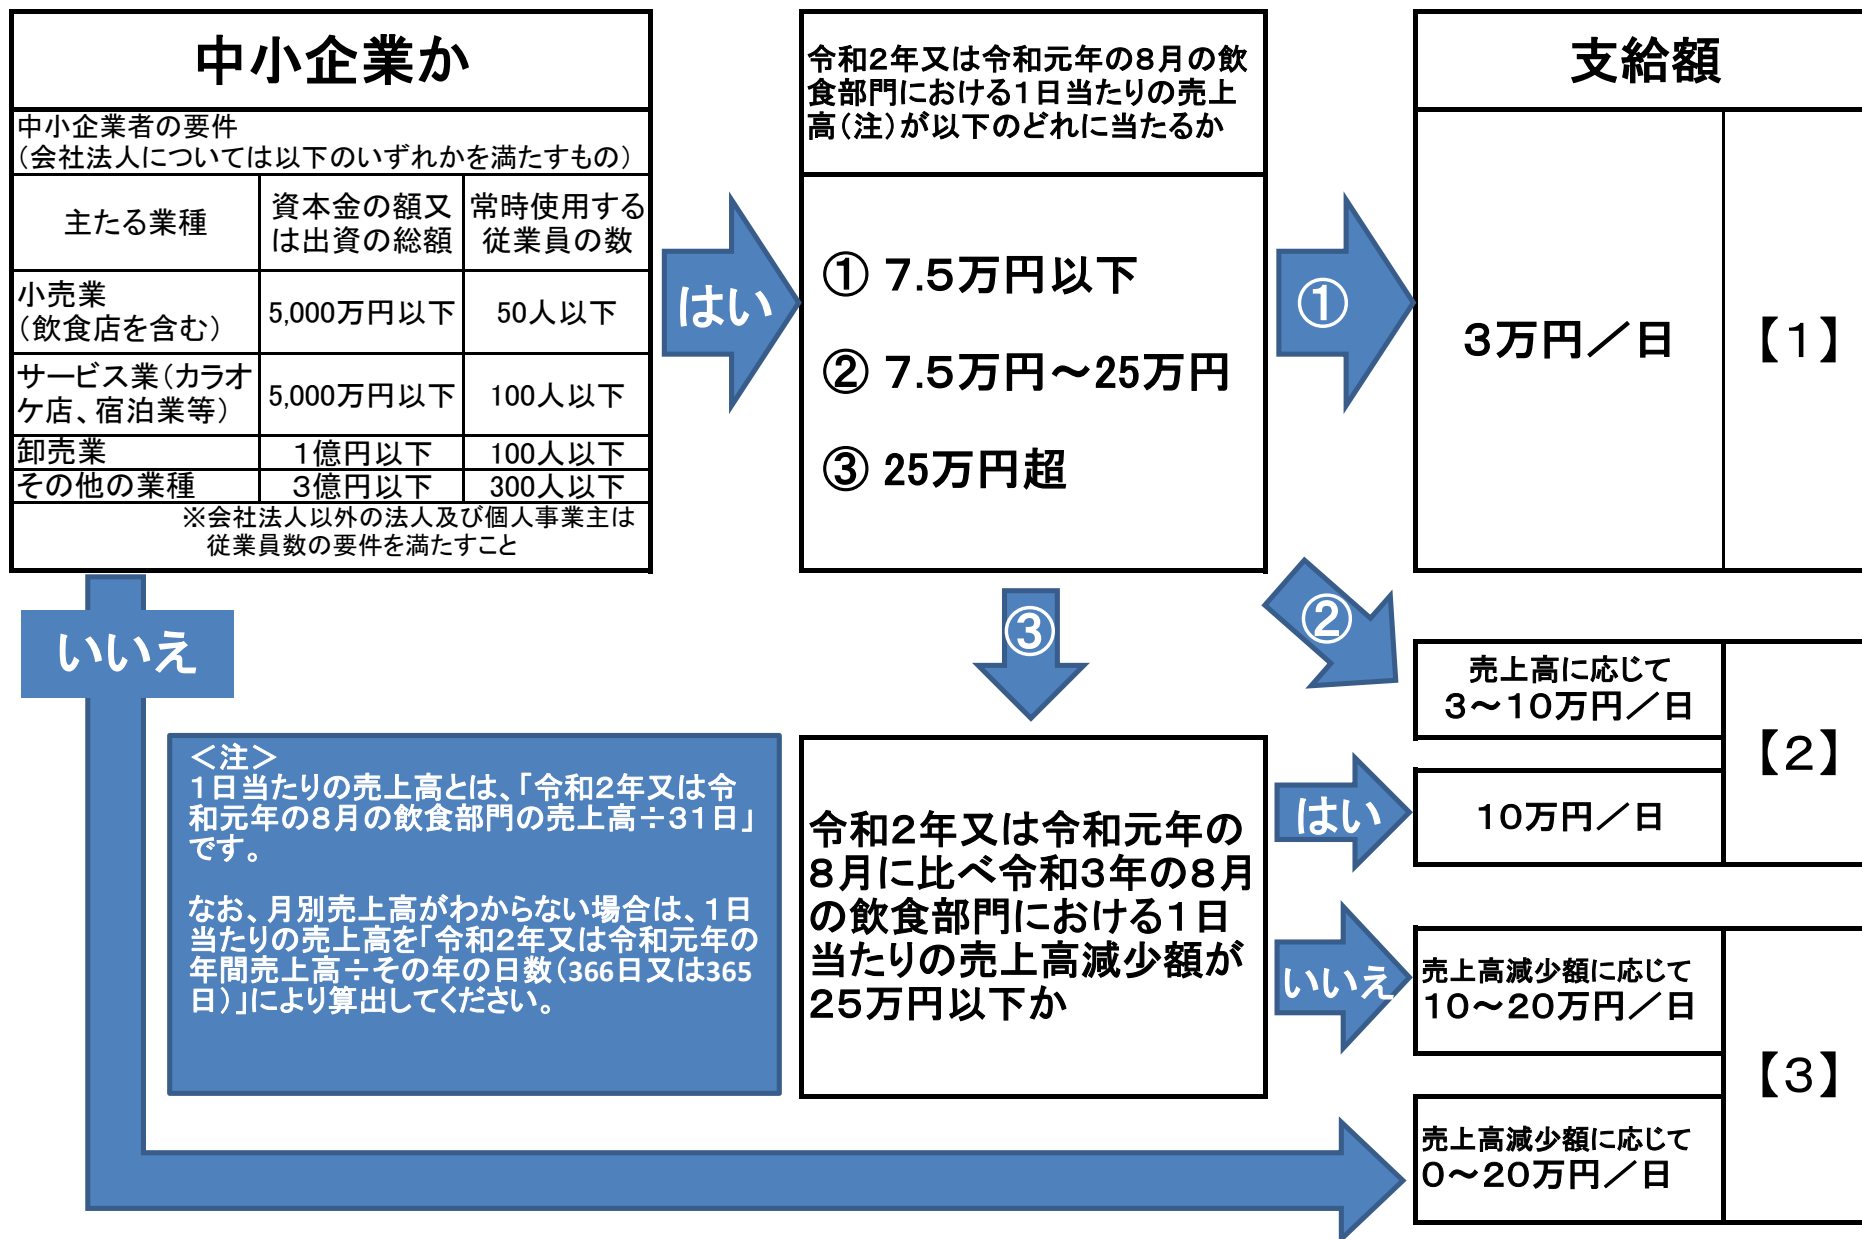 中小企業か
中小企業者の要件
（会社法人については以下のいずれかを満たすもの）
主たる業種
資本金の額又
は出資の総額
常時使用する
従業員の数
小売業
（飲食店を含む）
5,000万円以下
50人以下
サービス業（カラオ
ケ店、宿泊業等）
5,000万円以下
100人以下
卸売業
１億円以下
100人以下
その他の業種
３億円以下
300人以下
※会社法人以外の法人及び個人事業主は
従業員数の要件を満たすこと
はい
令和２年又は令和元年の８月の飲
食部門における１日当たりの売上
高（注）が以下のどれに当たるか
① 7.5万円以下
② 7.5万円～25万円
③ 25万円超
①
支給額
３万円／日
【１】
いいえ
③
②
売上高に応じて
３～１０万円／日
【２】
＜注＞
１日当たりの売上高とは、「令和２年又は令
和元年の８月の飲食部門の売上高÷３１日」
です。
なお、月別売上高がわからない場合は、１日
当たりの売上高を「令和２年又は令和元年の
年間売上高÷その年の日数（366日又は365
日）」により算出してください。
令和２年又は令和元年の
８月に比べ令和３年の８月
の飲食部門における１日
当たりの売上高減少額が
２５万円以下か
はい
１０万円／日
いいえ
売上高減少額に応じて
１０～２０万円／日
【３】
売上高減少額に応じて
０～２０万円／日